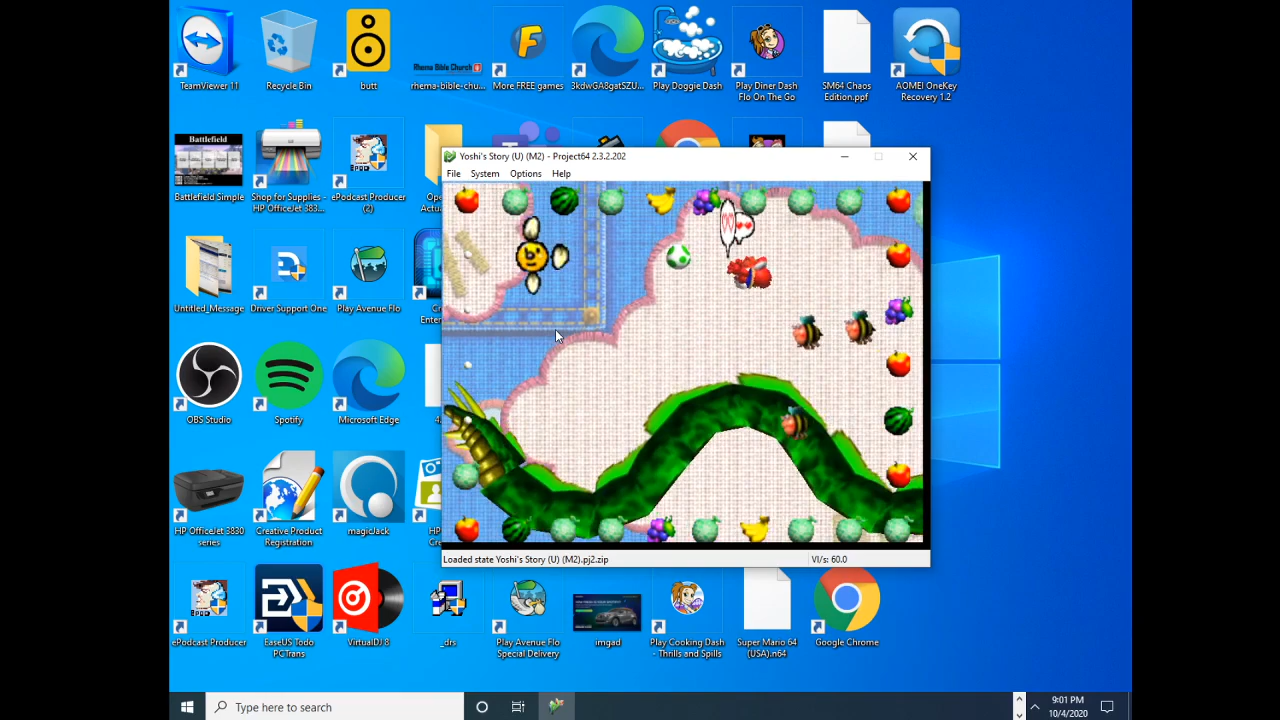 TeamViewer 11
Recycle Bin
butt
rhema-bible-chu...
More FREE games
3kdwGA8gatSZU...
Play Doggie Dash
Play Diner Dash
Flo On The Go
SM64 Chaos
Edition.ppf
AOMEI OneKey
Recovery 1.2
Battlefield
Battlefield Simple
Shop for Supplies -
HP OfficeJet 383...
ePodcast Producer
(2)
Yoshi's Story (U) (M2) - Project64 2.3.2.202
File
System
Options
Help
Untitled_Message
Driver Support One
Play Avenue Flo
OBS Studio
Spotify
Microsoft Edge
HP OfficeJet 3830
series
Creative Product
Registration
magicJack
Loaded state Yoshi's Story (U) (M2).pj2.zip
VI/s: 60.0
ePodcast Producer
EaseUS Todo
PCTrans
VirtualDJ 8
_drs
Play Avenue Flo
Special Delivery
imgad
Play Cooking Dash
- Thrills and Spills
Super Mario 64
(USA).n64
Google Chrome
Type here to search
9:01 PM
10/4/2020